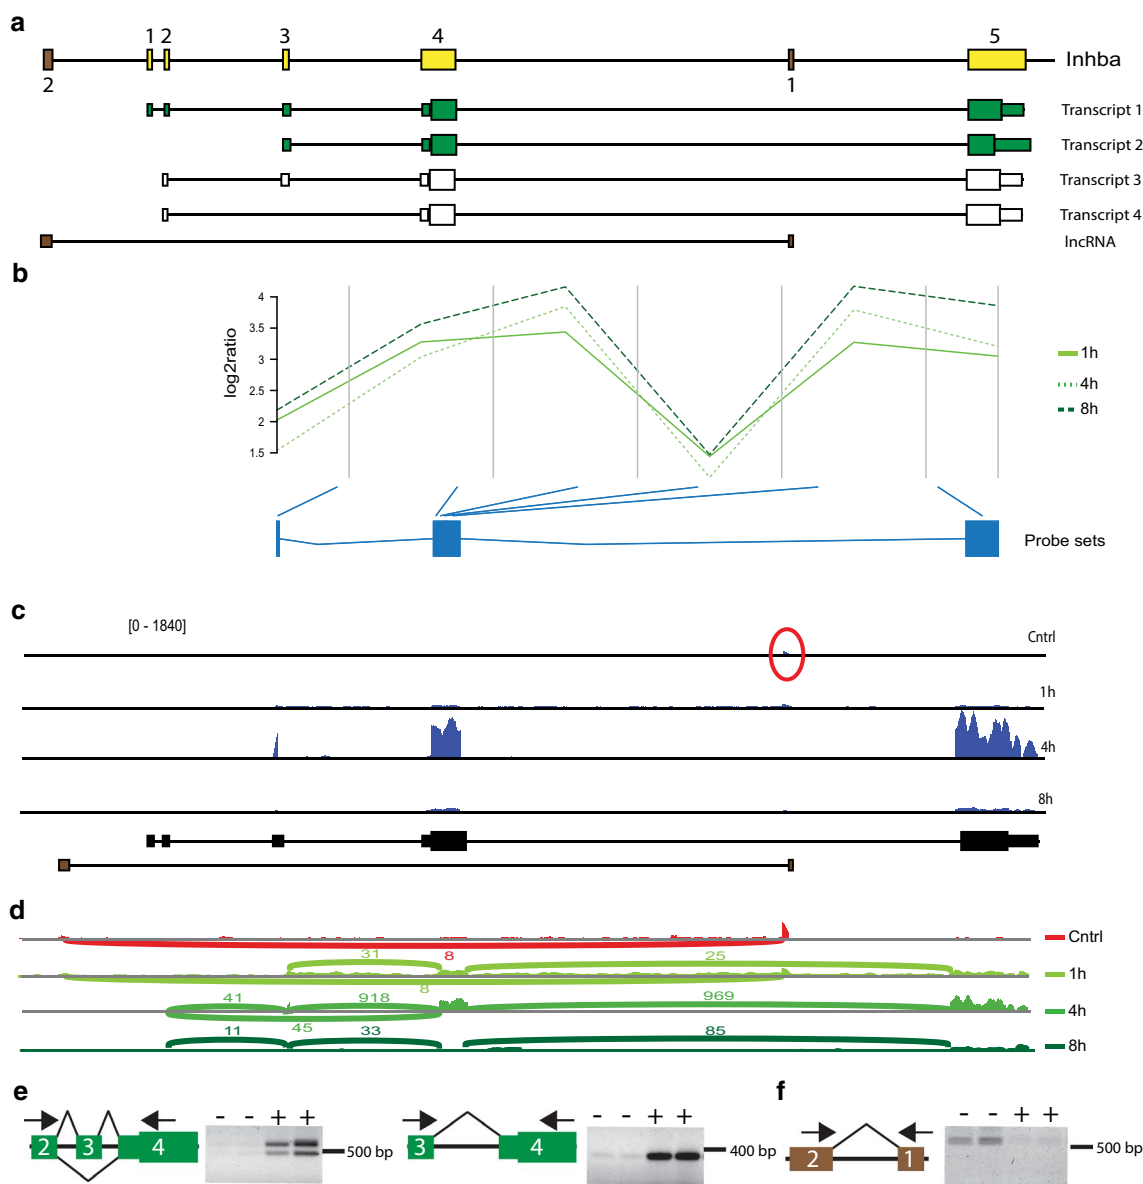 a
1 2 3 4 5
Inhba
2 1
Transcript 1
Transcript 2
Transcript 3
Transcript 4
lncRNA
b
log2ratio
4
3.5
3
2.5
2
1.5
1h
4h
8h
Probe sets
c
[0 - 1840]
Cntrl
1h
4h
8h
d
Cntrl
31 8 25
1h
8
41 918 969
4h
45
11 33 85
8h
e
- - + +
2 3 4
500 bp
- - + +
3 4
400 bp
f
- - + +
2 1
500 bp